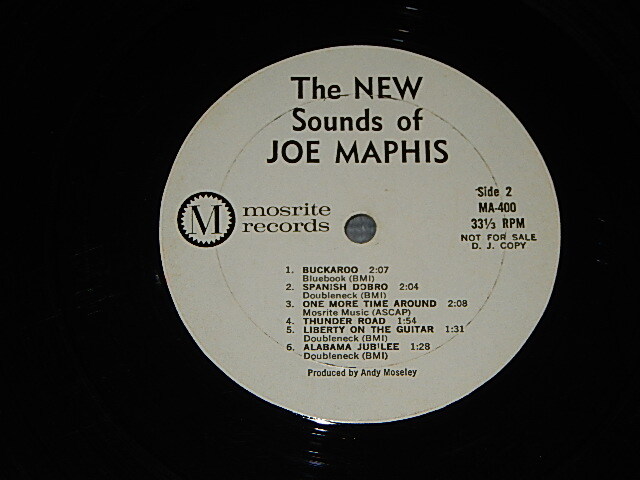 The NEW
Sounds of
JOE MAPHIS
M
mosrite
records
Side 2
MA-400
33⅓ RPM
NOT FOR SALE
D. J. COPY
1. BUCKAROO 2:07
Bluebook (BMI)
2. SPANISH DOBRO 2:04
Doubleneck (BMI)
3. ONE MORE TIME AROUND 2:08
Mosrite Music (ASCAP)
4. THUNDER ROAD 1:54
5. LIBERTY ON THE GUITAR 1:31
Doubleneck (BMI)
6. ALABAMA JUBILEE 1:28
Doubleneck (BMI)
Produced by Andy Moseley